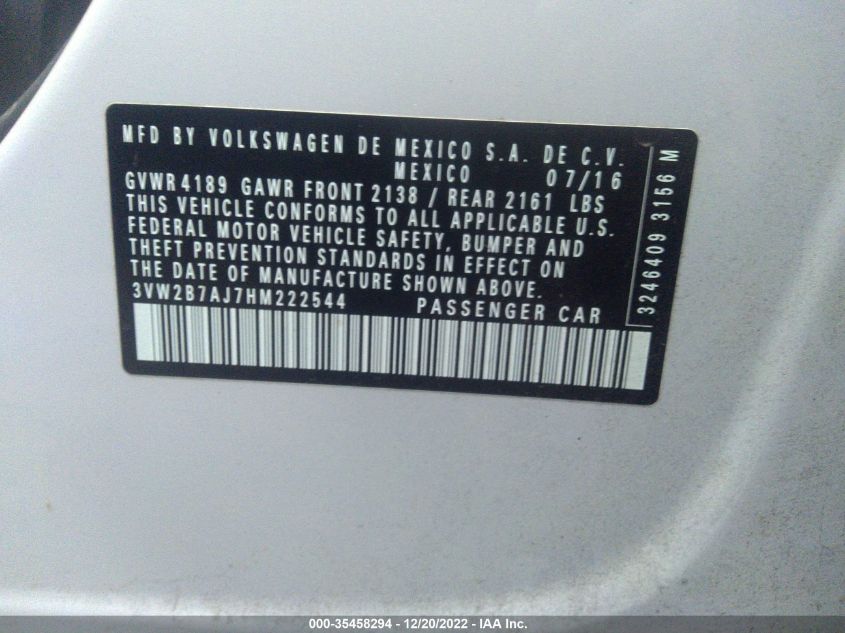 MFD BY VOLKSWAGEN DE MEXICO S.A. DE C.V.
MEXICO 07/16
GVWR 4189 GAWR FRONT 2138 / REAR 2161 LBS
THIS VEHICLE CONFORMS TO ALL APPLICABLE U.S.
FEDERAL MOTOR VEHICLE SAFETY, BUMPER AND
THEFT PREVENTION STANDARDS IN EFFECT ON
THE DATE OF MANUFACTURE SHOWN ABOVE.
3VW2B7AJ7HM222544 PASSENGER CAR
3246409 3156 M
000-35458294 - 12/20/2022 - IAA Inc.